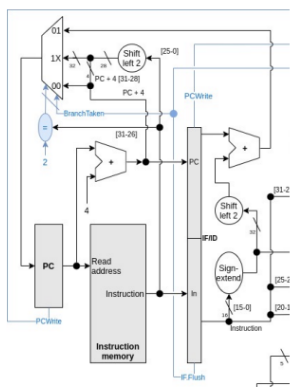 01
1X
00
32
28
4
Shift
left 2
[25-0]
PC + 4 [31-28]
PC + 4
BranchTaken
=
2
[31-26]
+
4
PCWrite
PC
+
Shift
left 2
[31-2
32
IF/ID
Sign-
extend
[25-2
PC
Read
address
Instruction
In
16
[15-0]
[20-1
Instruction
PCWrite
Instruction
memory
IF.Flush
5